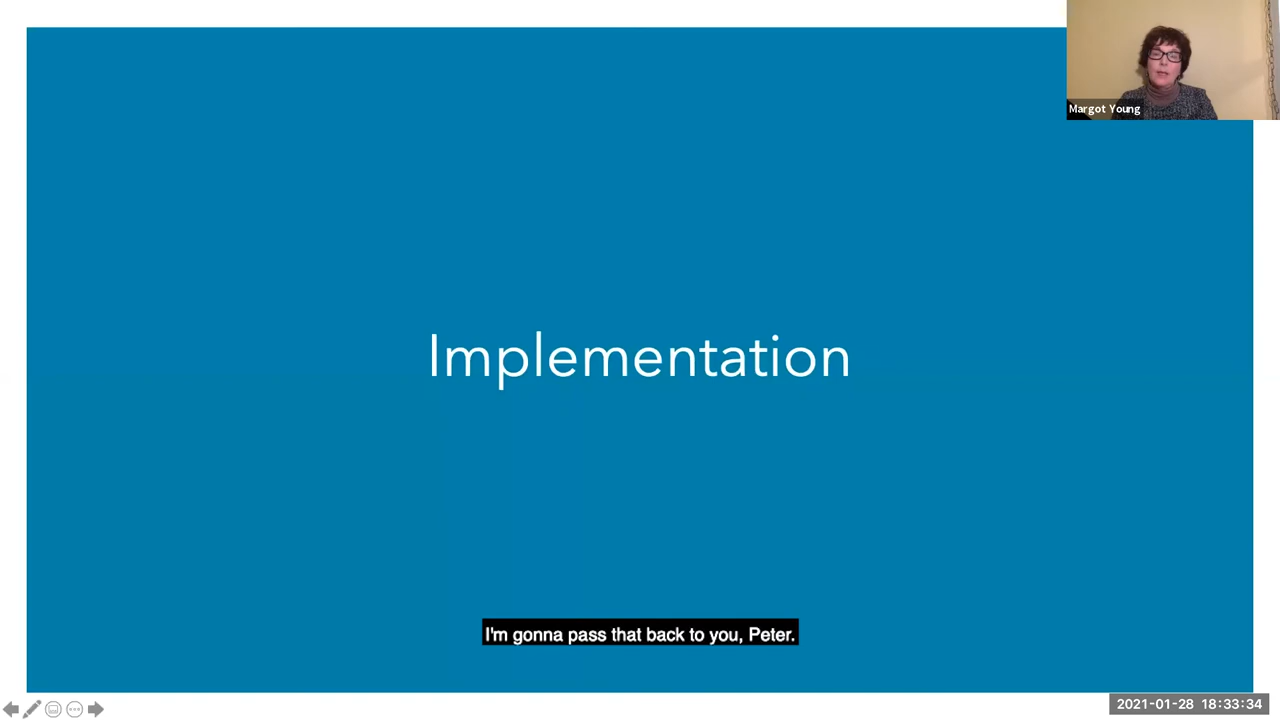 Margot Young
Implementation
I'm gonna pass that back to you, Peter.
2021-01-28 18:33:34